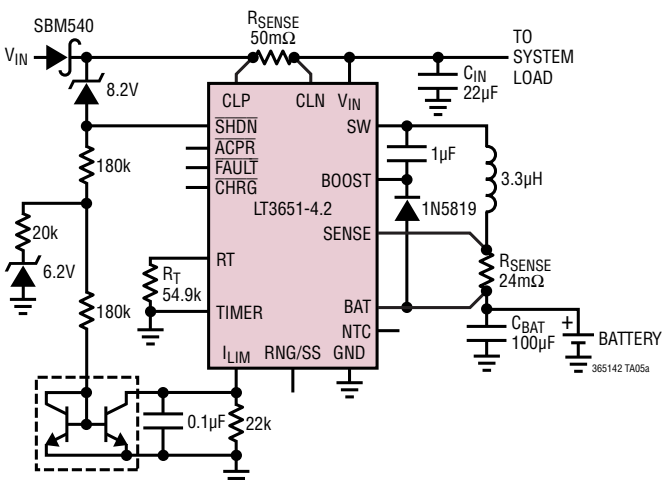 SBM540
V_IN
R_SENSE
50mΩ
TO
SYSTEM
LOAD
C_IN
22µF
8.2V
CLP
CLN
V_IN
SHDN
SW
ACPR
FAULT
CHRG
1µF
BOOST
180k
3.3µH
LT3651-4.2
1N5819
20k
SENSE
6.2V
RT
R_T
54.9k
R_SENSE
24mΩ
180k
TIMER
BAT
NTC
C_BAT
100µF
+
BATTERY
I_LIM
RNG/SS
GND
365142 TA05a
0.1µF
22k